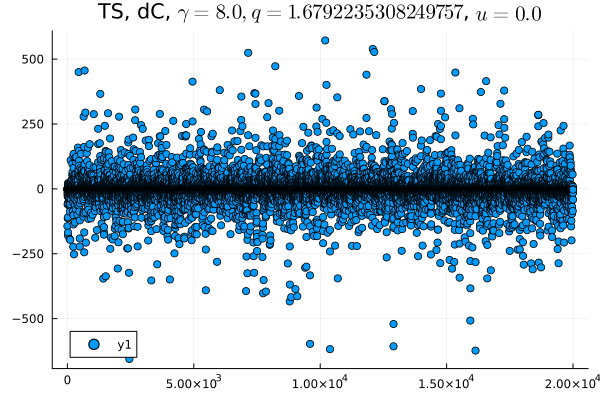 TS, dC, γ = 8.0, q = 1.6792235308249757, u = 0.0
500
250
0
−250
−500
y1
0 5.00×10³ 1.00×10⁴ 1.50×10⁴ 2.00×10⁴